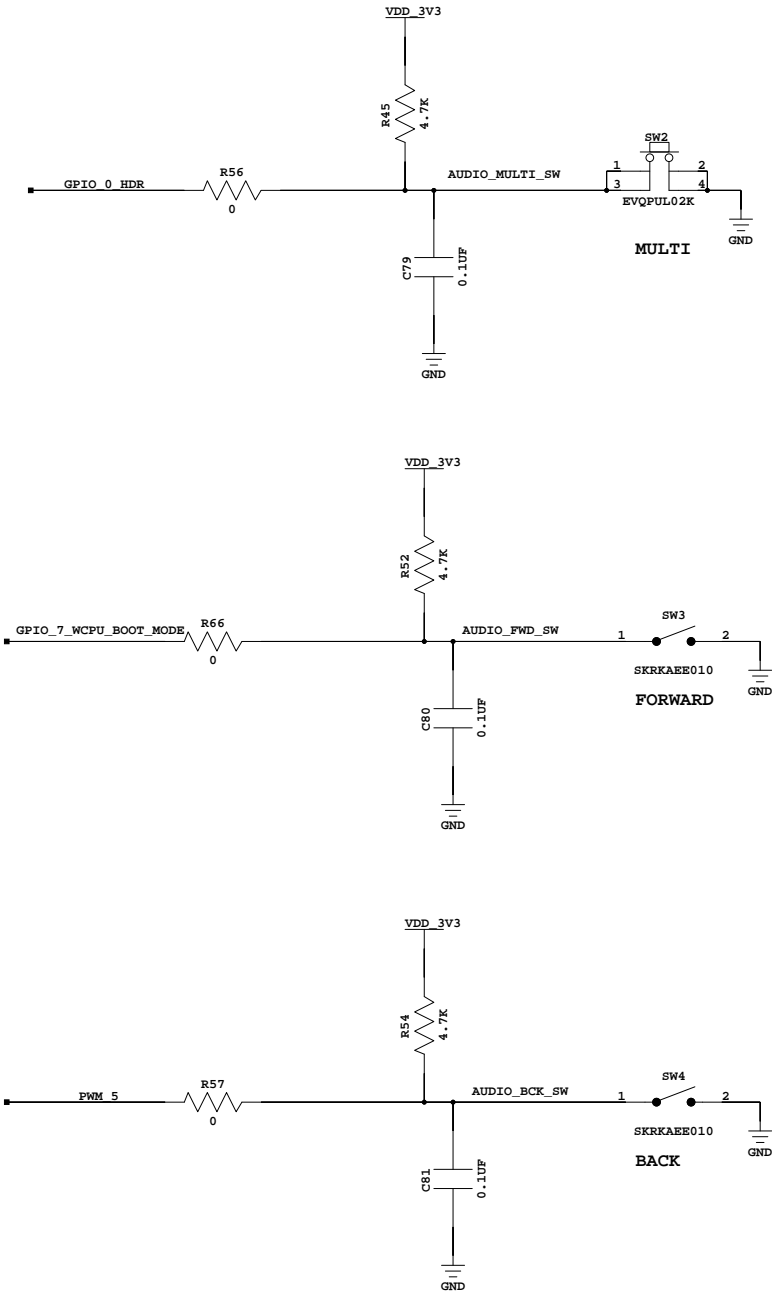 VDD_3V3
R45
4.7K
SW2
R56
GPIO_0_HDR
AUDIO_MULTI_SW
1
2
3
4
0
EVQPUL02K
GND
MULTI
C79
0.1UF
GND
VDD_3V3
R52
4.7K
R66
SW3
GPIO_7_WCPU_BOOT_MODE
AUDIO_FWD_SW
1
2
0
SKRKAEE010
GND
FORWARD
C80
0.1UF
GND
VDD_3V3
R54
4.7K
R57
SW4
PWM_5
AUDIO_BCK_SW
1
2
0
SKRKAEE010
GND
BACK
C81
0.1UF
GND